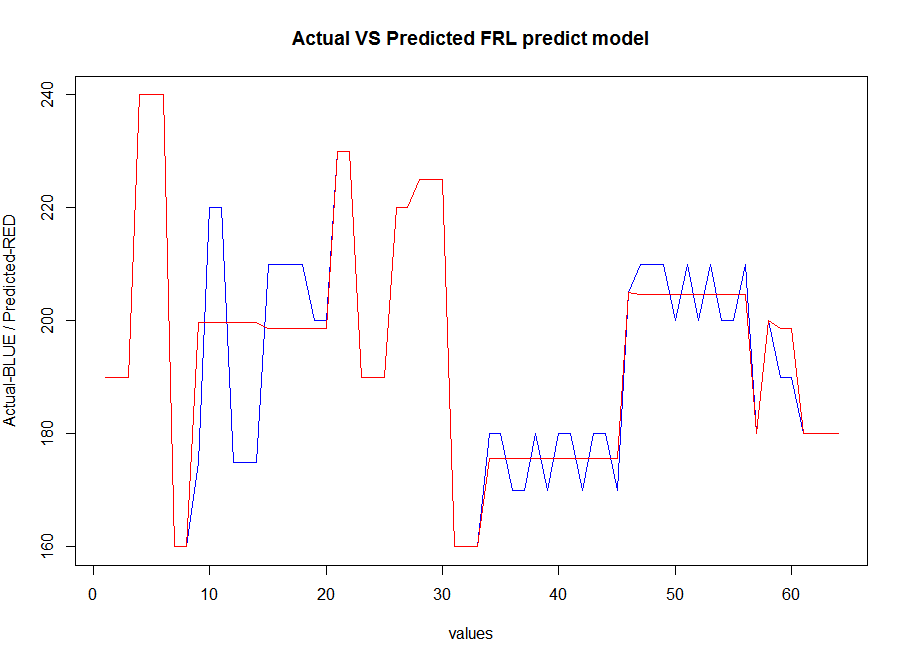 Actual VS Predicted FRL predict model
Actual-BLUE / Predicted-RED
240
220
200
180
160
0 10 20 30 40 50 60
values